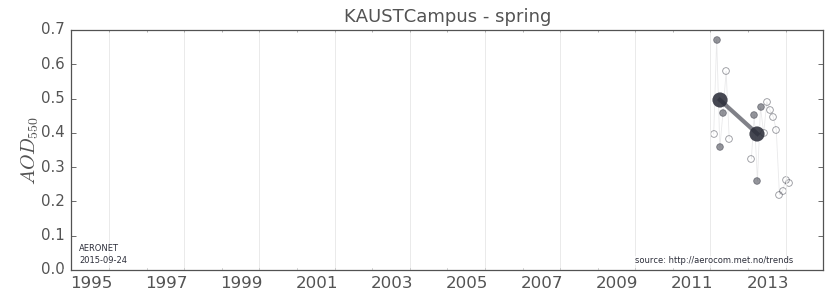 KAUSTCampus - spring
0.7
0.6
0.5
0.4
0.3
0.2
0.1
0.0
AOD550
AERONET
2015-09-24
source: http://aerocom.met.no/trends
1995 1997 1999 2001 2003 2005 2007 2009 2011 2013